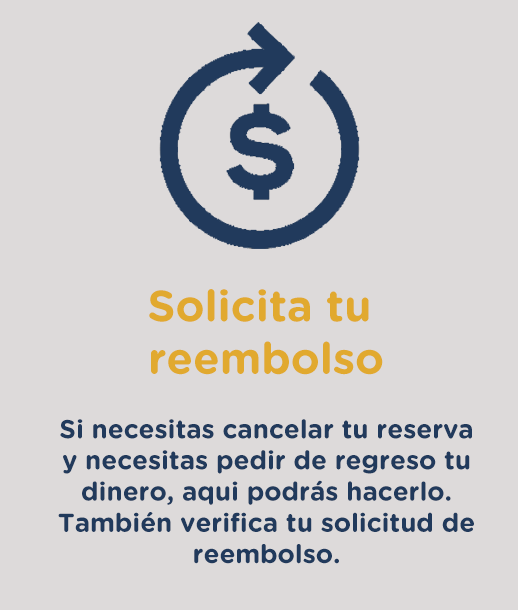 $
Solicita tu
reembolso
Si necesitas cancelar tu reserva
y necesitas pedir de regreso tu
dinero, aqui podrás hacerlo.
También verifica tu solicitud de
reembolso.